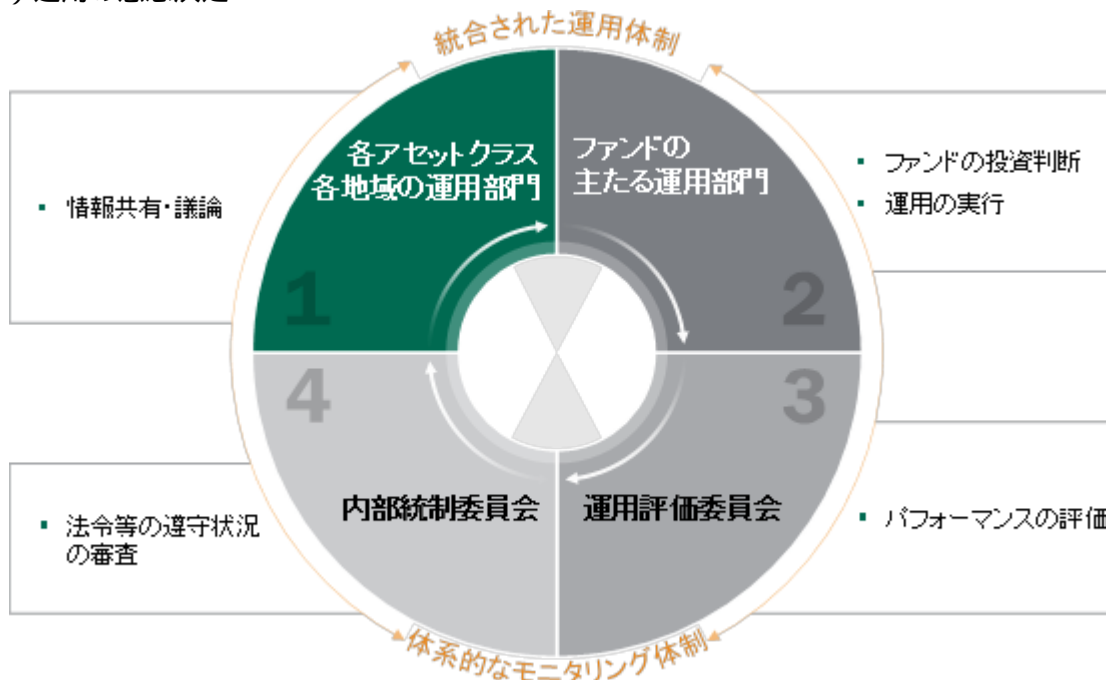 統合された運用体制
各アセットクラス
各地域の運用部門
ファンドの
主たる運用部門
▪ 情報共有・議論
▪ ファンドの投資判断
▪ 運用の実行
1
2
4
3
内部統制委員会
運用評価委員会
▪ 法令等の遵守状況
の審査
▪ パフォーマンスの評価
体系的なモニタリング体制